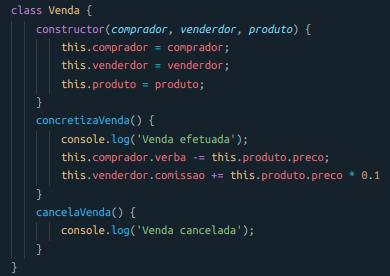 class Venda {
    constructor(comprador, venderdor, produto) {
        this.comprador = comprador;
        this.venderdor = venderdor;
        this.produto = produto;
    }
    concretizaVenda() {
        console.log('Venda efetuada');
        this.comprador.verba -= this.produto.preco;
        this.venderdor.comissao += this.produto.preco * 0.1
    }
    cancelaVenda() {
        console.log('Venda cancelada');
    }
}